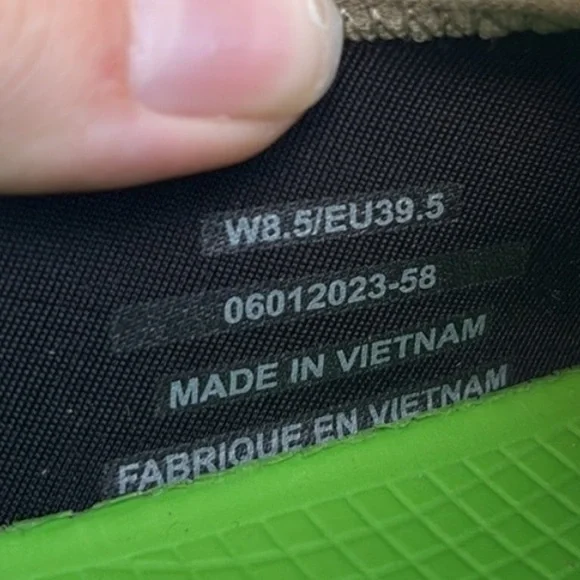 W8.5/EU39.5
06012023-58
MADE IN VIETNAM
FABRIQUE EN VIETNAM